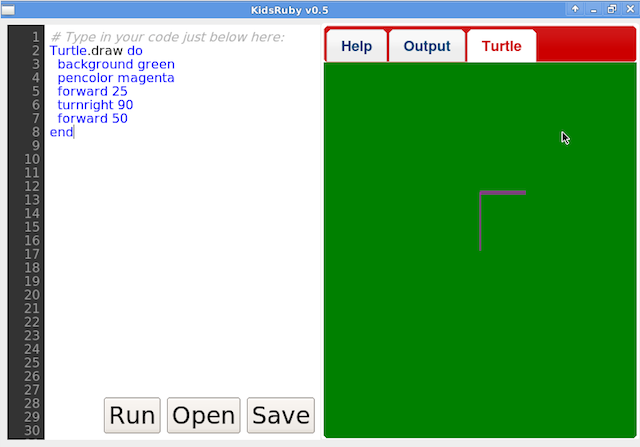 KidsRuby v0.5
1 # Type in your code just below here:
2 Turtle.draw do
3 background green
4 pencolor magenta
5 forward 25
6 turnright 90
7 forward 50
8 end
9
10
11
12
13
14
15
16
17
18
19
20
21
22
23
24
25
26
27
28
29
30
Run Open Save
Help Output Turtle